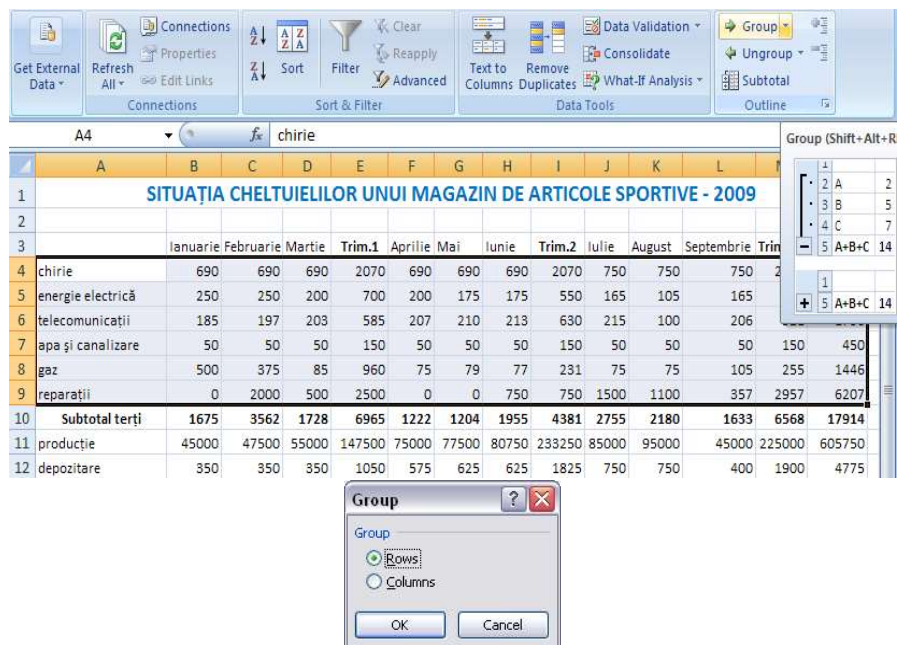 Get External Data
Refresh All
Connections
Properties
Edit Links
Connections
Sort
Filter
Clear
Reapply
Advanced
Sort & Filter
Text to Columns
Remove Duplicates
Data Validation
Consolidate
What-If Analysis
Data Tools
Group
Ungroup
Subtotal
Outline
A4 fx chirie
Group (Shift+Alt+Ri
1
2 A 2
3 B 5
4 C 7
5 A+B+C 14
1
5 A+B+C 14
A B C D E F G H I J K L
1 SITUAȚIA CHELTUIELILOR UNUI MAGAZIN DE ARTICOLE SPORTIVE - 2009
2
3 Ianuarie Februarie Martie Trim.1 Aprilie Mai Iunie Trim.2 Iulie August Septembrie Trim
4 chirie 690 690 690 2070 690 690 690 2070 750 750 750 2
5 energie electrică 250 250 200 700 200 175 175 550 165 105 165
6 telecomunicații 185 197 203 585 207 210 213 630 215 100 206
7 apa și canalizare 50 50 50 150 50 50 50 150 50 50 50 150 450
8 gaz 500 375 85 960 75 79 77 231 75 75 105 255 1446
9 reparații 0 2000 500 2500 0 0 750 750 1500 1100 357 2957 6207
10 Subtotal terți 1675 3562 1728 6965 1222 1204 1955 4381 2755 2180 1633 6568 17914
11 producție 45000 47500 55000 147500 75000 77500 80750 233250 85000 95000 45000 225000 605750
12 depozitare 350 350 350 1050 575 625 625 1825 750 750 400 1900 4775
Group
Group
Rows
Columns
OK Cancel